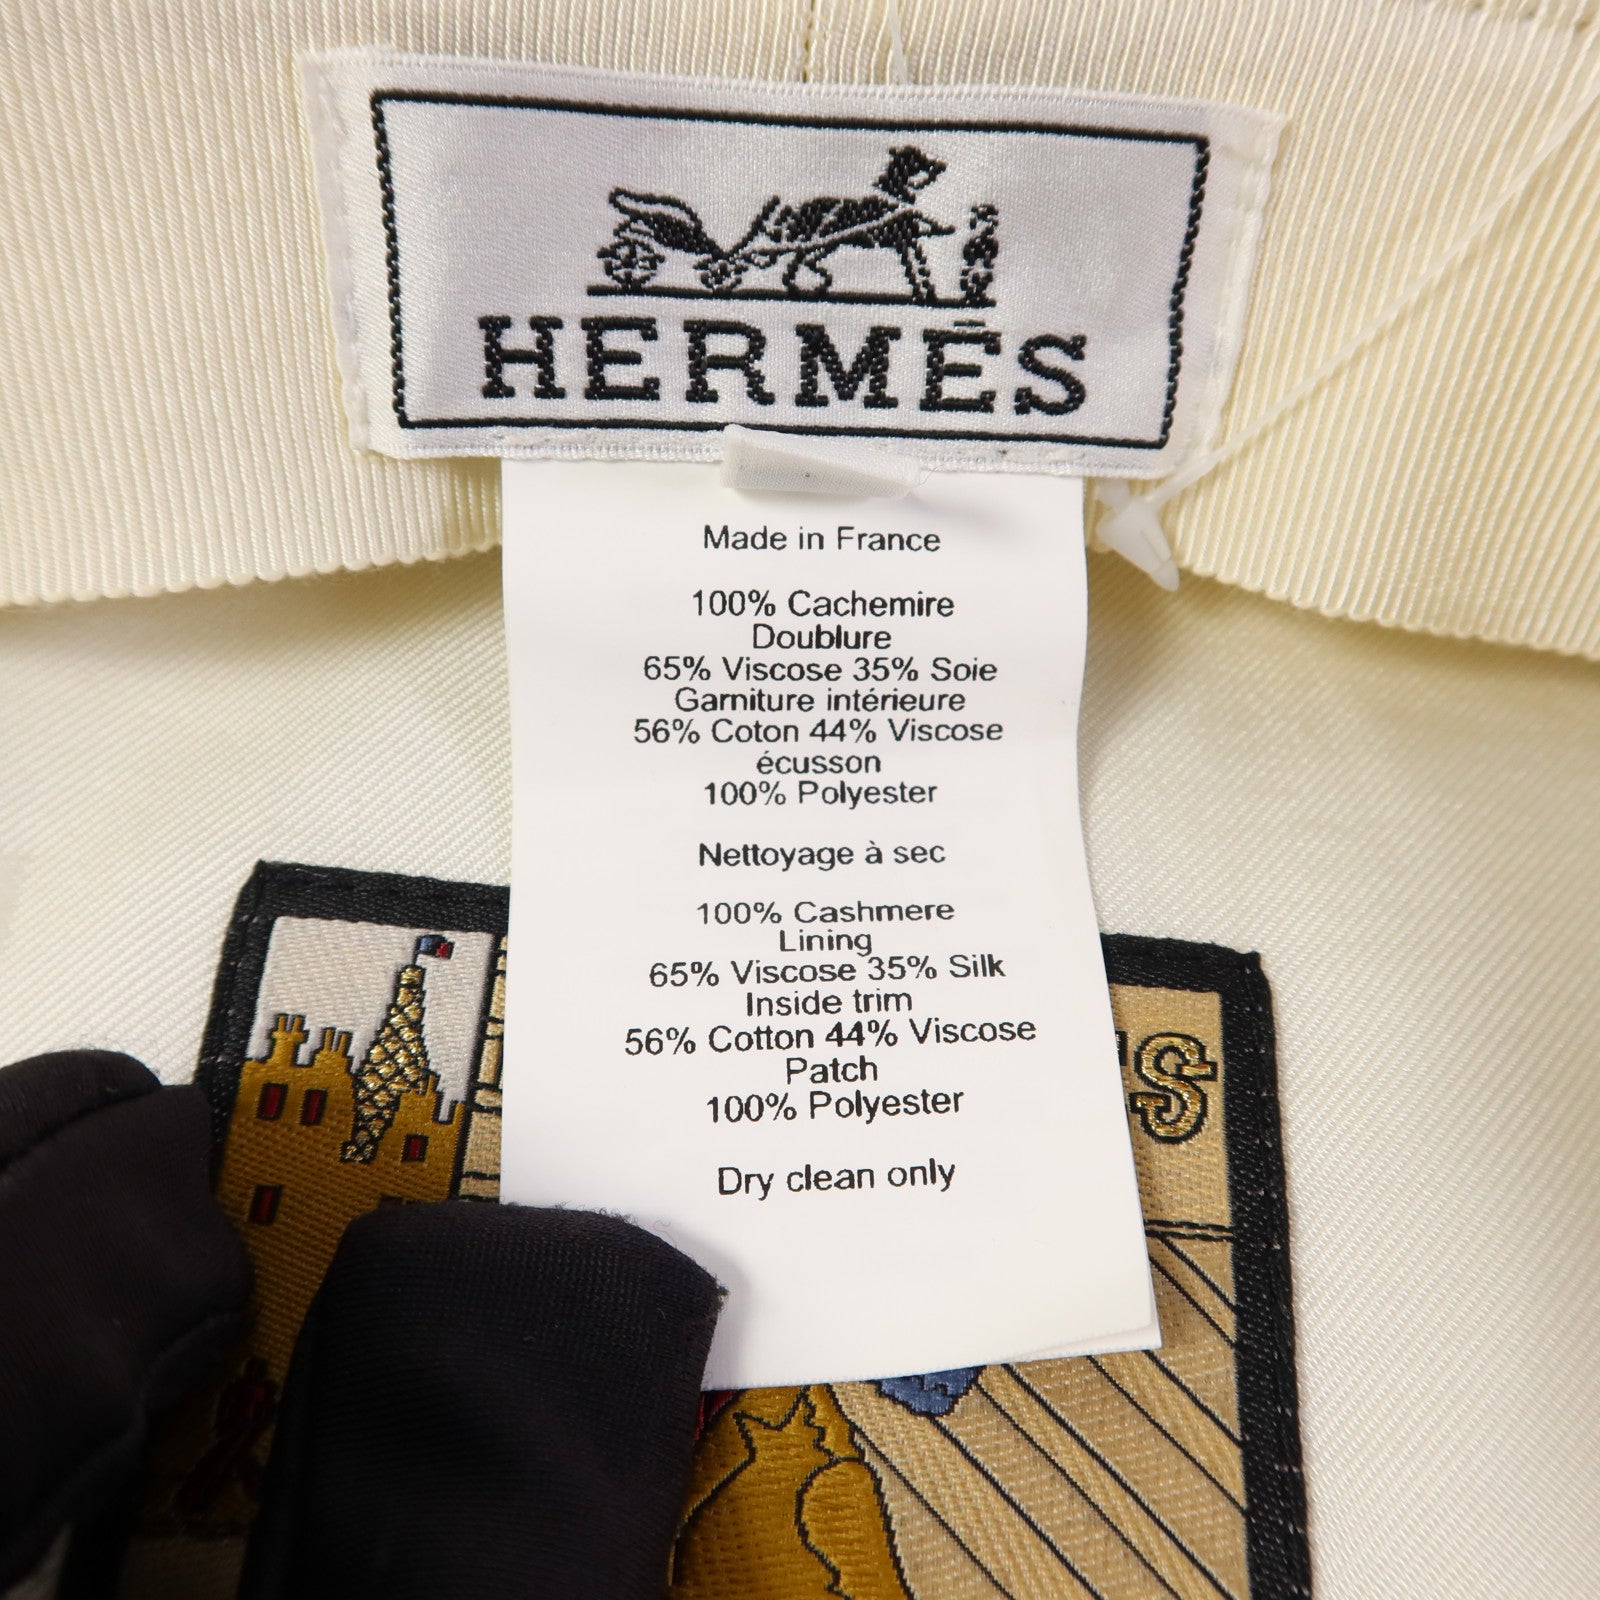 HERMÈS
Made in France
100% Cachemire
Doublure
65% Viscose 35% Soie
Garniture intérieure
56% Coton 44% Viscose
écusson
100% Polyester
Nettoyage à sec
100% Cashmere
Lining
65% Viscose 35% Silk
Inside trim
56% Cotton 44% Viscose
Patch
100% Polyester
Dry clean only